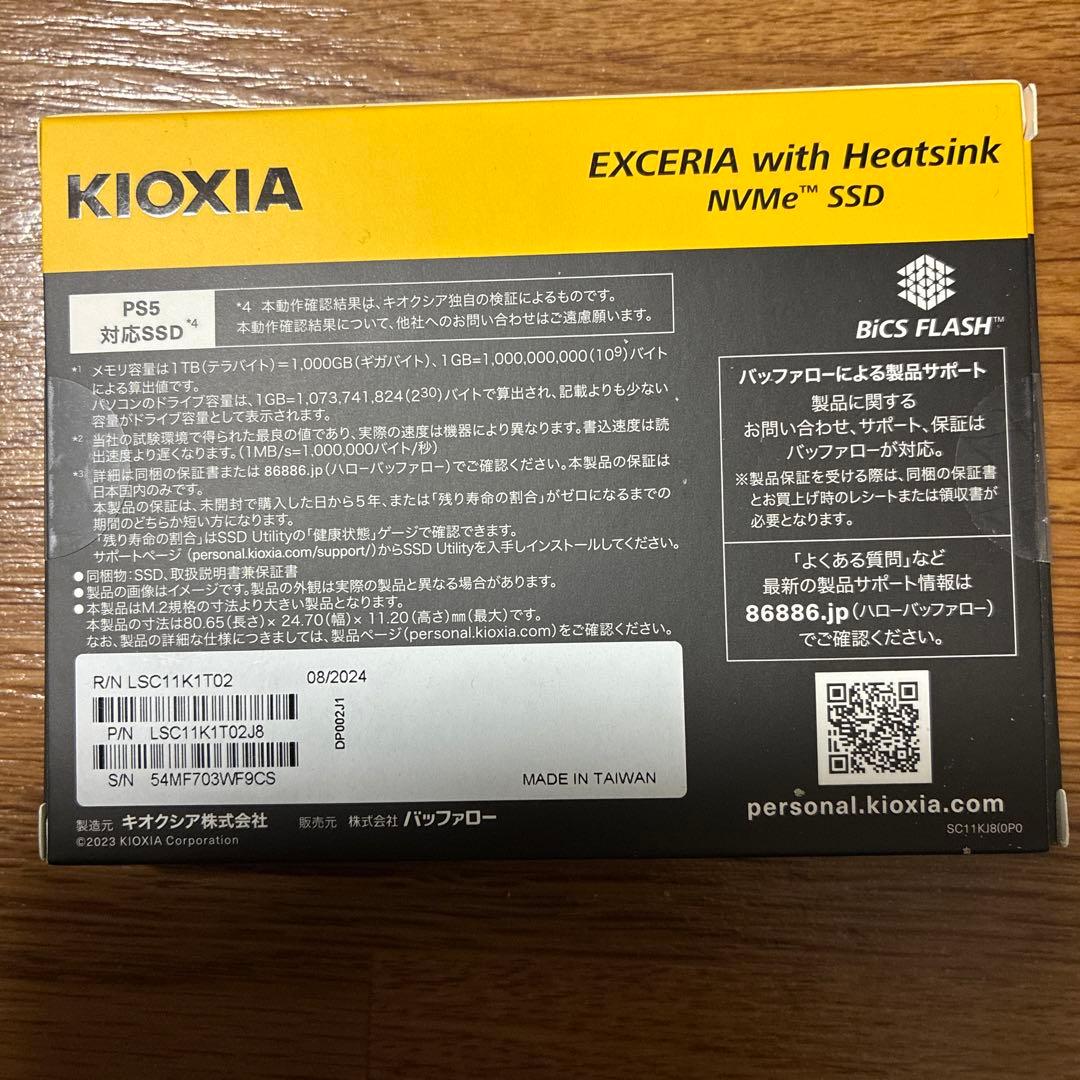 KIOXIA
EXCERIA with Heatsink
NVMe™ SSD
PS5
対応SSD*4
*4 本動作確認結果は、キオクシア独自の検証によるものです。
本動作確認結果について、他社へのお問い合わせはご遠慮願います。
BiCS FLASH™
*1 メモリ容量は1TB(テラバイト)=1,000GB(ギガバイト)、1GB=1,000,000,000(10⁹)バイト
による算出値です。
パソコンのドライブ容量は、1GB=1,073,741,824(2³⁰)バイトで算出され、記載よりも少ない
容量がドライブ容量として表示されます。
*2 当社の試験環境で得られた最良の値であり、実際の速度は機器により異なります。書込速度は読
出速度より遅くなります。(1MB/s=1,000,000バイト/秒)
*3 詳細は同梱の保証書または 86886.jp(ハローバッファロー)でご確認ください。本製品の保証は
日本国内のみです。
本製品の保証は、未開封で購入した日から5年、または「残り寿命の割合」がゼロになるまでの
期間のどちらか短い方になります。
「残り寿命の割合」はSSD Utilityの「健康状態」ゲージで確認できます。
サポートページ (personal.kioxia.com/support/)からSSD Utilityを入手しインストールしてください。
●同梱物:SSD、取扱説明書兼保証書
●製品の画像はイメージです。製品の外観は実際の製品と異なる場合があります。
●本製品はM.2規格の寸法より大きい製品となります。
本製品の寸法は80.65(長さ)×24.70(幅)×11.20(高さ)mm(最大)です。
なお、製品の詳細な仕様につきましては、製品ページ(personal.kioxia.com)をご確認ください。
バッファローによる製品サポート
製品に関する
お問い合わせ、サポート、保証は
バッファローが対応。
※製品保証を受ける際は、同梱の保証書
とお買上げ時のレシートまたは領収書が
必要となります。
「よくある質問」など
最新の製品サポート情報は
86886.jp(ハローバッファロー)
でご確認ください。
R/N LSC11K1T02
08/2024
P/N LSC11K1T02J8
DP002J1
S/N 54MF703WF9CS
MADE IN TAIWAN
personal.kioxia.com
製造元 キオクシア株式会社 販売元 株式会社 バッファロー
©2023 KIOXIA Corporation
SC11KJ8(0P0